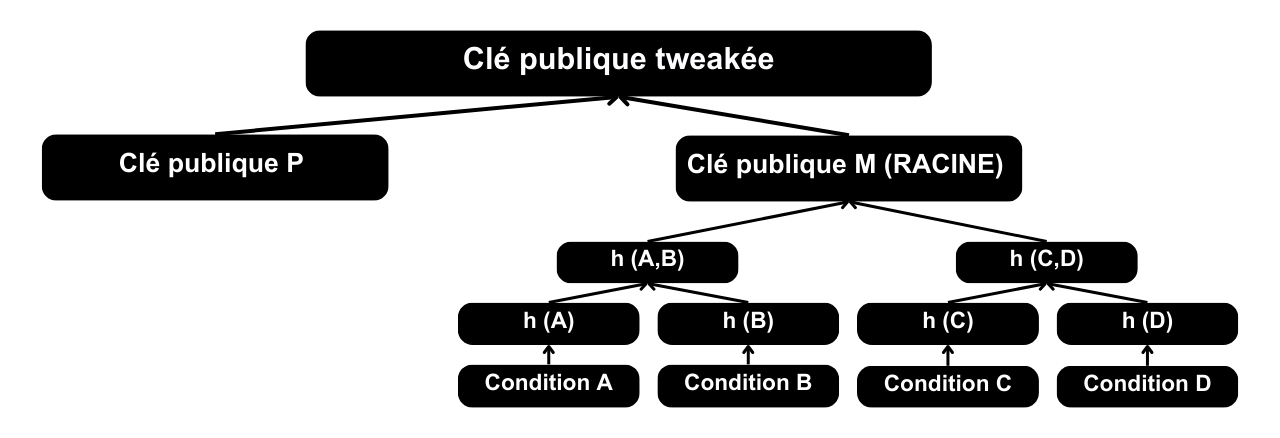 Clé publique tweakée
Clé publique P
Clé publique M (RACINE)
h (A,B)
h (C,D)
h (A)
h (B)
h (C)
h (D)
Condition A
Condition B
Condition C
Condition D